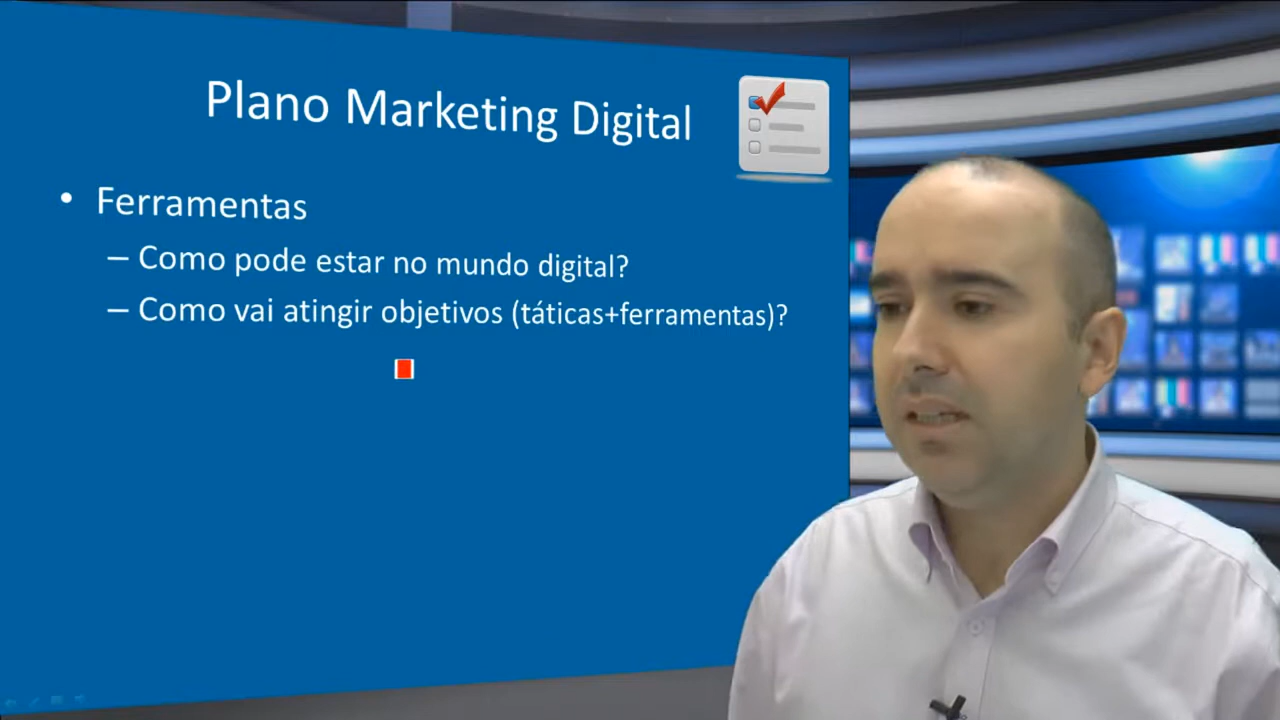 Plano Marketing Digital
• Ferramentas
– Como pode estar no mundo digital?
– Como vai atingir objetivos (táticas+ferramentas)?